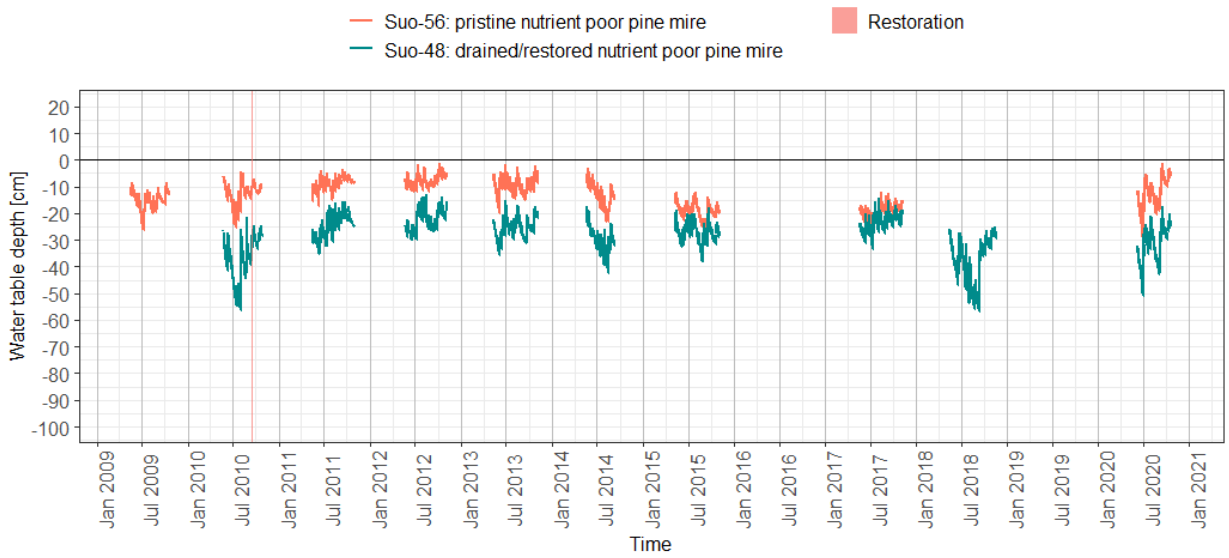 Suo-56: pristine nutrient poor pine mire
Suo-48: drained/restored nutrient poor pine mire
Restoration
Water table depth [cm]
20
10
0
-10
-20
-30
-40
-50
-60
-70
-80
-90
-100
Jan 2009
Jul 2009
Jan 2010
Jul 2010
Jan 2011
Jul 2011
Jan 2012
Jul 2012
Jan 2013
Jul 2013
Jan 2014
Jul 2014
Jan 2015
Jul 2015
Jan 2016
Jul 2016
Jan 2017
Jul 2017
Jan 2018
Jul 2018
Jan 2019
Jul 2019
Jan 2020
Jul 2020
Jan 2021
Time